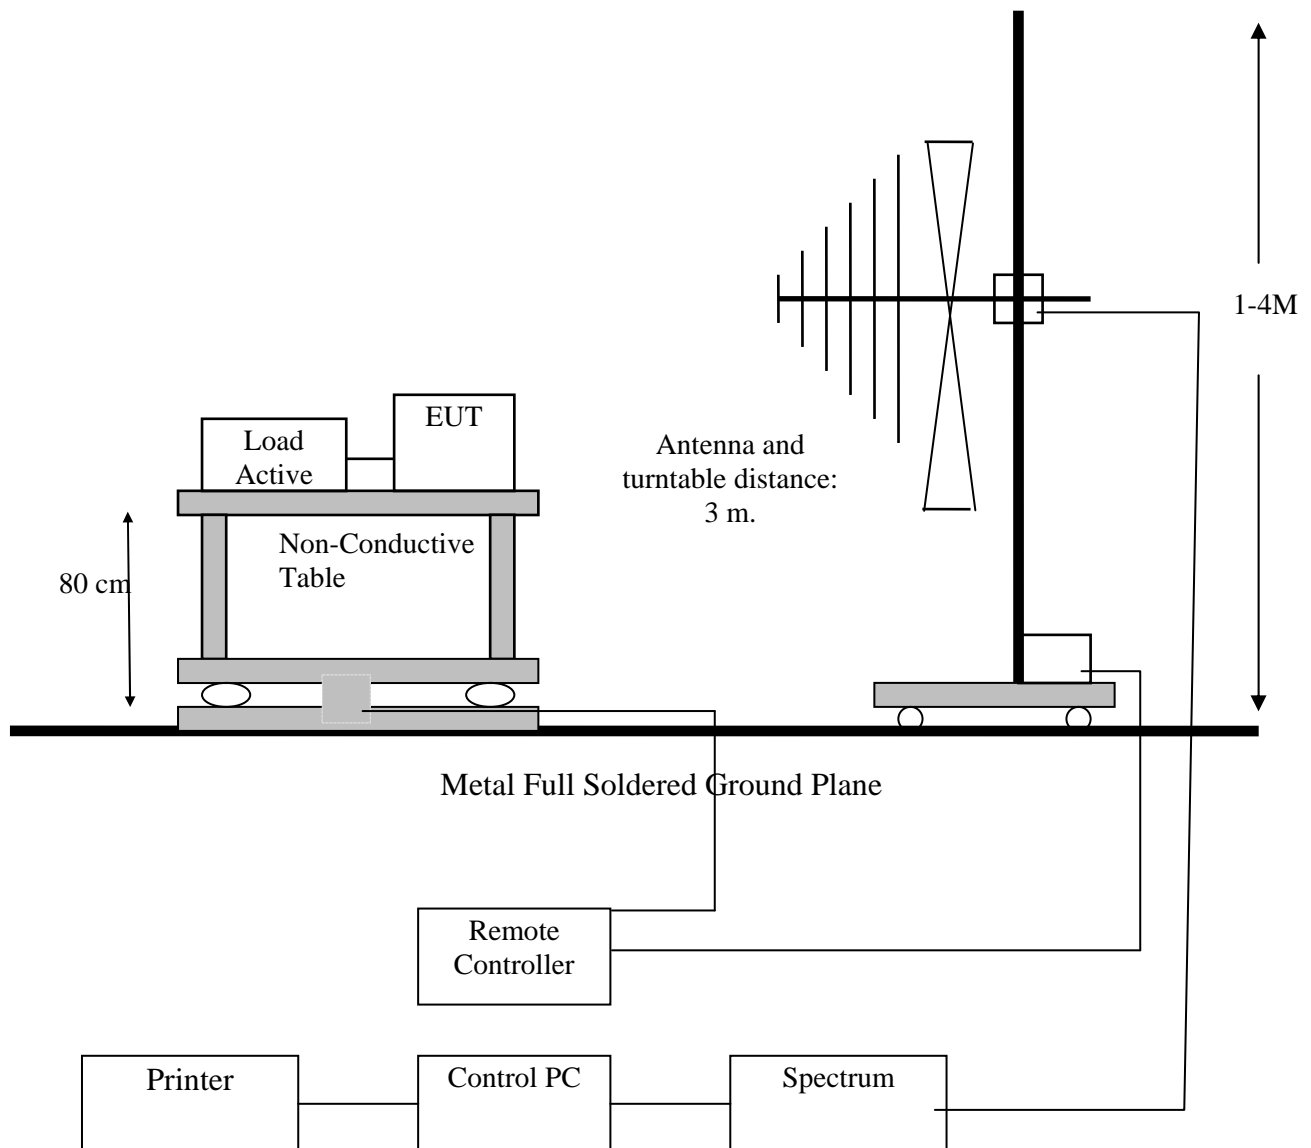 1-4M
EUT
Load
Active
Antenna and
turntable distance:
3 m.
Non-Conductive
Table
80 cm
Metal Full Soldered Ground Plane
Remote
Controller
Printer
Control PC
Spectrum